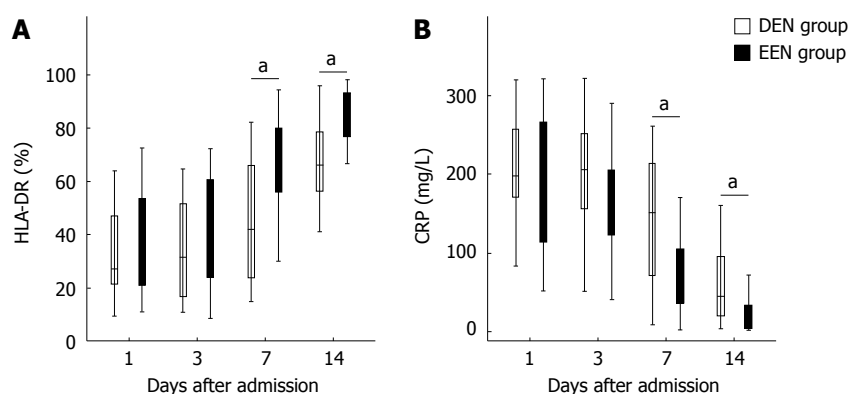 A
HLA-DR (%)
100
80
60
40
20
0
a
a
1 3 7 14
Days after admission
B
DEN group
EEN group
CRP (mg/L)
300
200
100
0
a
a
1 3 7 14
Days after admission